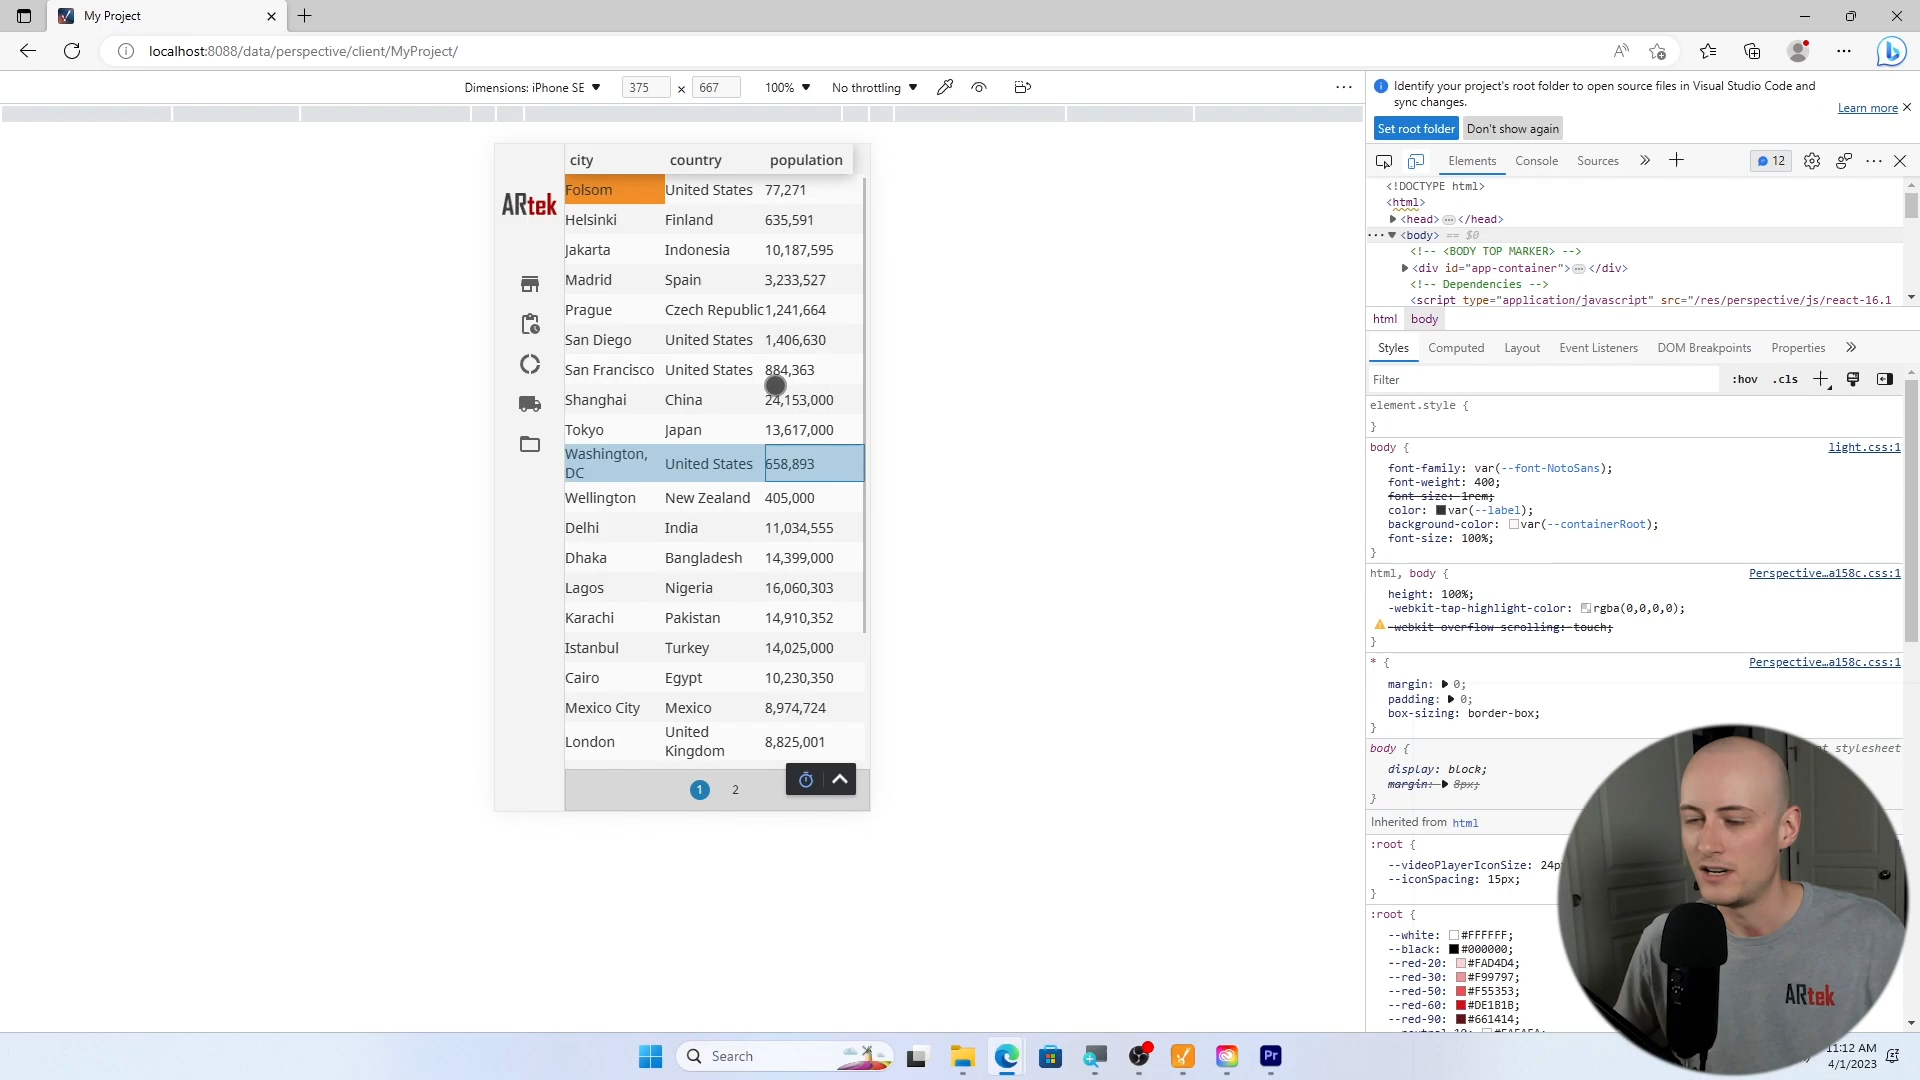 My Project
localhost:8088/data/perspective/client/MyProject/
Dimensions: iPhone SE
375 × 667
100%
No throttling
Identify your project's root folder to open source files in Visual Studio Code and
sync changes.
Learn more
Set root folder
Don't show again
Elements
Console
Sources
12
<!DOCTYPE html>
<html>
<head> </head>
<body> == $0
<!-- <BODY TOP MARKER> -->
<div id="app-container"> </div>
<!-- Dependencies -->
<script type="application/javascript" src="/res/perspective/js/react-16.1
html body
Styles
Computed
Layout
Event Listeners
DOM Breakpoints
Properties
Filter
:hov
.cls
element.style {
}
body {
light.css:1
font-family: var(--font-NotoSans);
font-weight: 400;
font-size: 1rem;
color: var(--label);
background-color: var(--containerRoot);
font-size: 100%;
}
html, body {
Perspective…a158c.css:1
height: 100%;
-webkit-tap-highlight-color: rgba(0,0,0,0);
-webkit-overflow-scrolling: touch;
}
* {
Perspective…a158c.css:1
margin: 0;
padding: 0;
box-sizing: border-box;
}
body {
stylesheet
display: block;
margin: 8px;
}
Inherited from html
:root {
--videoPlayerIconSize: 24p
--iconSpacing: 15px;
}
:root {
--white: #FFFFFF;
--black: #000000;
--red-20: #FAD4D4;
--red-30: #F99797;
--red-50: #F55353;
--red-60: #DE1B1B;
--red-90: #661414;
ARtek
city country population
Folsom United States 77,271
Helsinki Finland 635,591
Jakarta Indonesia 10,187,595
Madrid Spain 3,233,527
Prague Czech Republic 1,241,664
San Diego United States 1,406,630
San Francisco United States 884,363
Shanghai China 24,153,000
Tokyo Japan 13,617,000
Washington,
DC United States 658,893
Wellington New Zealand 405,000
Delhi India 11,034,555
Dhaka Bangladesh 14,399,000
Lagos Nigeria 16,060,303
Karachi Pakistan 14,910,352
Istanbul Turkey 14,025,000
Cairo Egypt 10,230,350
Mexico City Mexico 8,974,724
London United
Kingdom 8,825,001
1 2
ARtek
Search
Pr
11:12 AM
4/1/2023